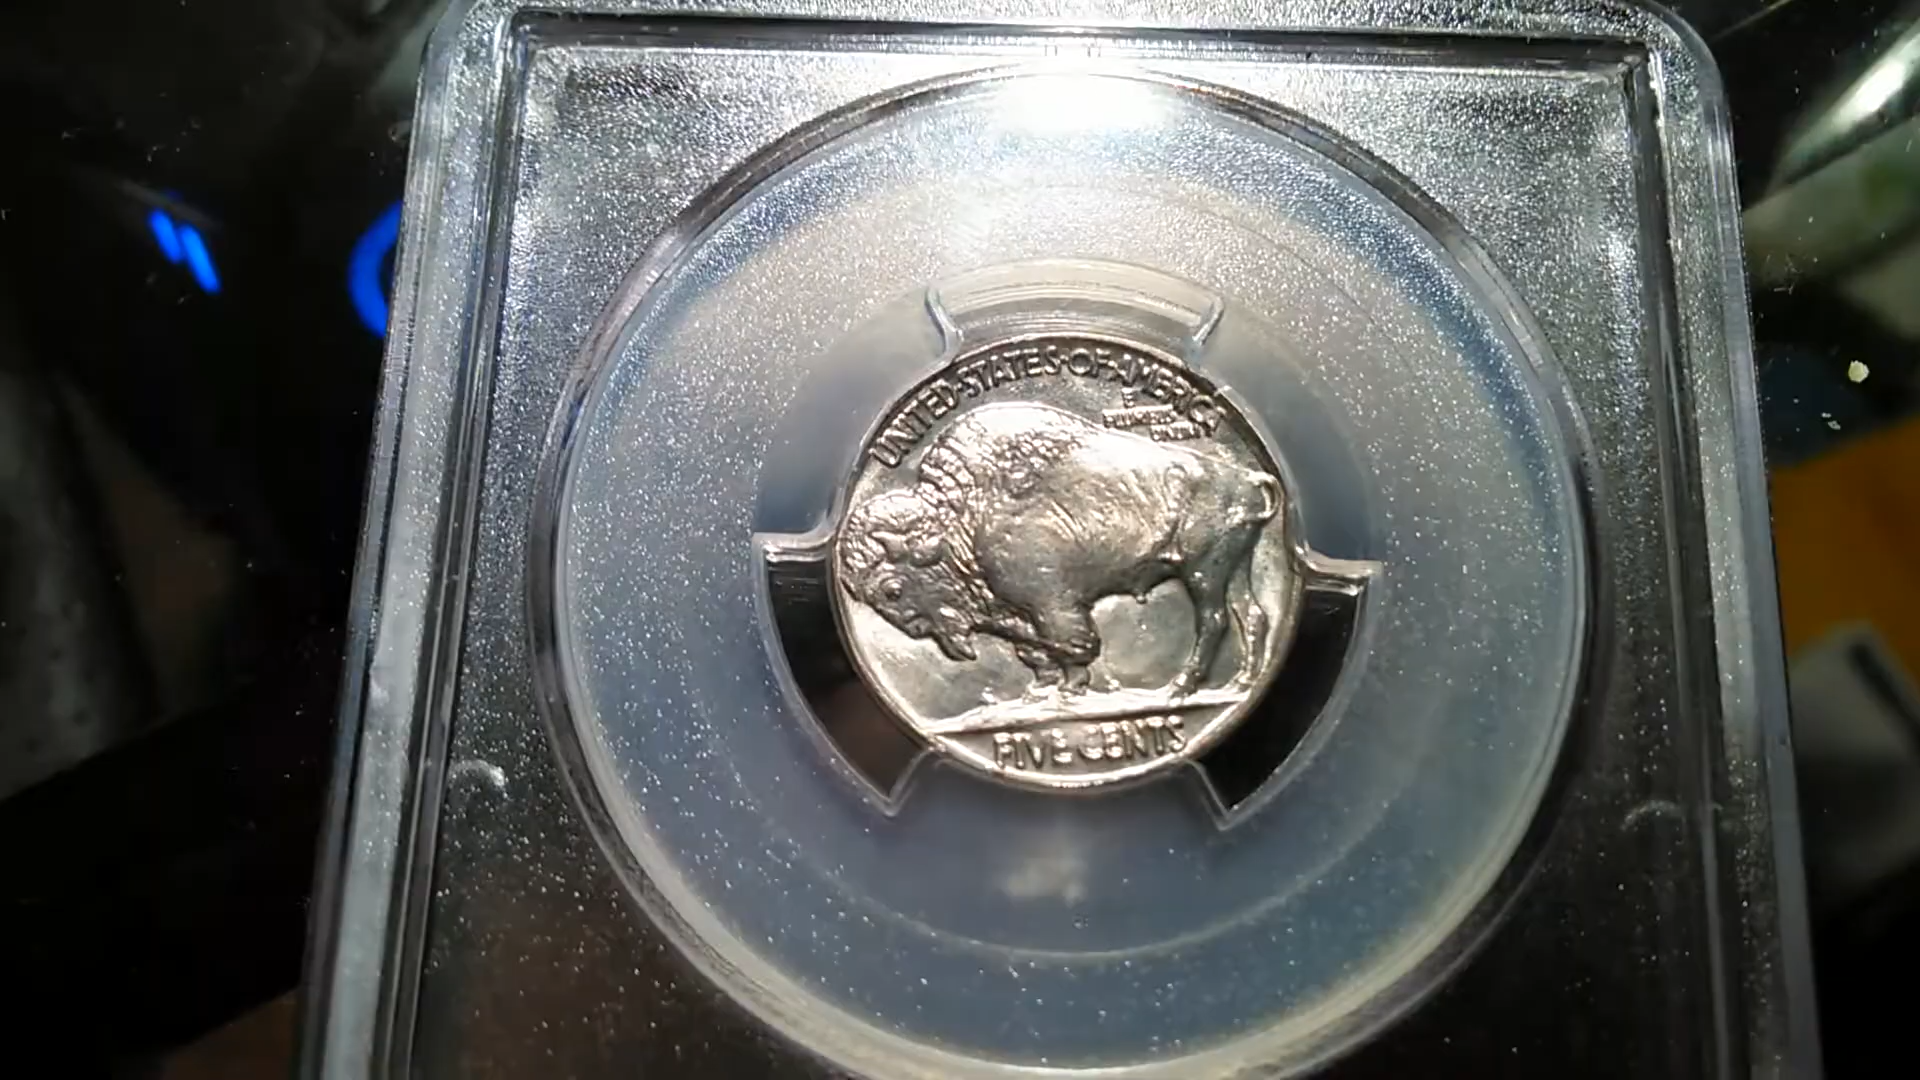 UNITED·STATES·OF·AMERICA
E
PLURIBUS
UNUM
FIVE CENTS